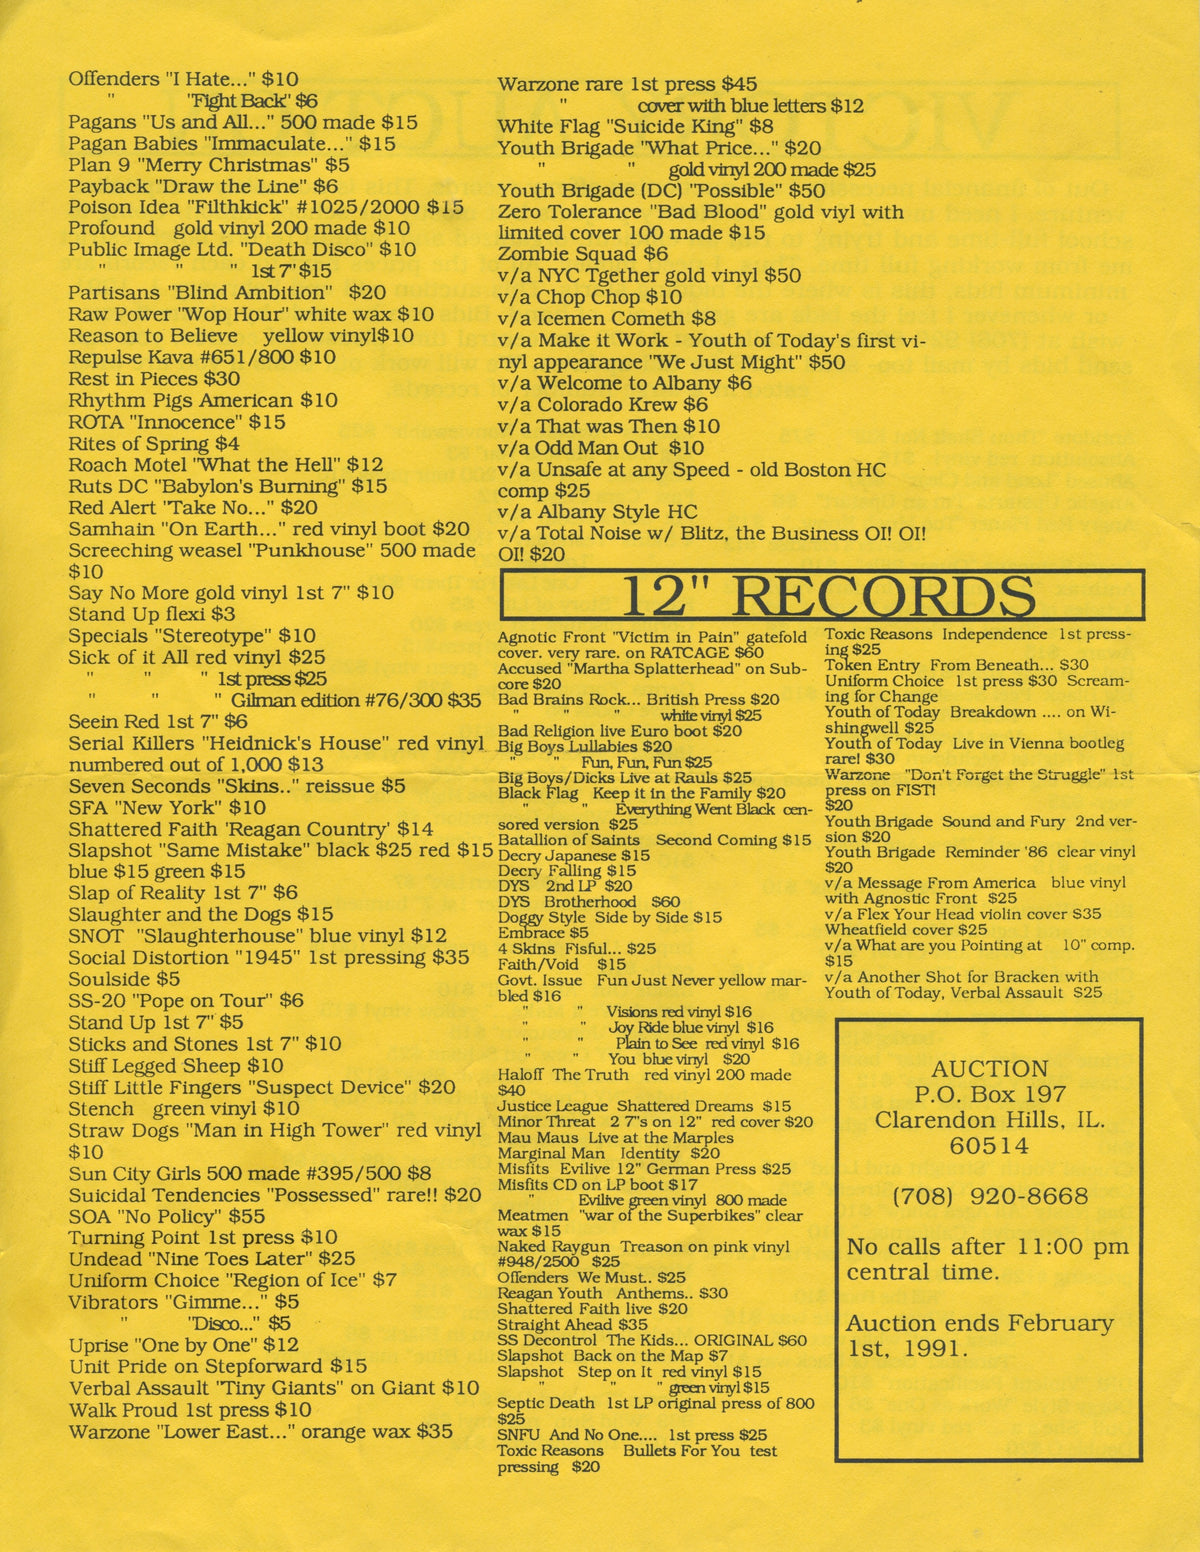 Offenders "I Hate..." $10
" "Fight Back" $6
Pagans "Us and All..." 500 made $15
Pagan Babies "Immaculate..." $15
Plan 9 "Merry Christmas" $5
Payback "Draw the Line" $6
Poison Idea "Filthkick" #1025/2000 $15
Profound gold vinyl 200 made $10
Public Image Ltd. "Death Disco" $10
" " " 1st 7' $15
Partisans "Blind Ambition" $20
Raw Power "Wop Hour" white wax $10
Reason to Believe yellow vinyl$10
Repulse Kava #651/800 $10
Rest in Pieces $30
Rhythm Pigs American $10
ROTA "Innocence" $15
Rites of Spring $4
Roach Motel "What the Hell" $12
Ruts DC "Babylon's Burning" $15
Red Alert "Take No..." $20
Samhain "On Earth..." red vinyl boot $20
Screeching weasel "Punkhouse" 500 made
$10
Say No More gold vinyl 1st 7" $10
Stand Up flexi $3
Specials "Stereotype" $10
Sick of it All red vinyl $25
" " " 1st press $25
" " " Gilman edition #76/300 $35
Seein Red 1st 7" $6
Serial Killers "Heidnick's House" red vinyl
numbered out of 1,000 $13
Seven Seconds "Skins.." reissue $5
SFA "New York" $10
Shattered Faith 'Reagan Country' $14
Slapshot "Same Mistake" black $25 red $15
blue $15 green $15
Slap of Reality 1st 7" $6
Slaughter and the Dogs $15
SNOT "Slaughterhouse" blue vinyl $12
Social Distortion "1945" 1st pressing $35
Soulside $5
SS-20 "Pope on Tour" $6
Stand Up 1st 7" $5
Sticks and Stones 1st 7" $10
Stiff Legged Sheep $10
Stiff Little Fingers "Suspect Device" $20
Stench green vinyl $10
Straw Dogs "Man in High Tower" red vinyl
$10
Sun City Girls 500 made #395/500 $8
Suicidal Tendencies "Possessed" rare!! $20
SOA "No Policy" $55
Turning Point 1st press $10
Undead "Nine Toes Later" $25
Uniform Choice "Region of Ice" $7
Vibrators "Gimme..." $5
" "Disco..." $5
Uprise "One by One" $12
Unit Pride on Stepforward $15
Verbal Assault "Tiny Giants" on Giant $10
Walk Proud 1st press $10
Warzone "Lower East..." orange wax $35
Warzone rare 1st press $45
" cover with blue letters $12
White Flag "Suicide King" $8
Youth Brigade "What Price..." $20
" " gold vinyl 200 made $25
Youth Brigade (DC) "Possible" $50
Zero Tolerance "Bad Blood" gold viyl with
limited cover 100 made $15
Zombie Squad $6
v/a NYC Tgether gold vinyl $50
v/a Chop Chop $10
v/a Icemen Cometh $8
v/a Make it Work - Youth of Today's first vi-
nyl appearance "We Just Might" $50
v/a Welcome to Albany $6
v/a Colorado Krew $6
v/a That was Then $10
v/a Odd Man Out $10
v/a Unsafe at any Speed - old Boston HC
comp $25
v/a Albany Style HC
v/a Total Noise w/ Blitz, the Business OI! OI!
OI! $20
12" RECORDS
Agnotic Front "Victim in Pain" gatefold
cover. very rare. on RATCAGE $60
Accused "Martha Splatterhead" on Sub-
core $20
Bad Brains Rock... British Press $20
" " " white vinyl $25
Bad Religion live Euro boot $20
Big Boys Lullabies $20
" " Fun, Fun, Fun $25
Big Boys/Dicks Live at Rauls $25
Black Flag Keep it in the Family $20
" " Everything Went Black cen-
sored version $25
Batallion of Saints Second Coming $15
Decry Japanese $15
Decry Falling $15
DYS 2nd LP $20
DYS Brotherhood $60
Doggy Style Side by Side $15
Embrace $5
4 Skins Fisful... $25
Faith/Void $15
Govt. Issue Fun Just Never yellow mar-
bled $16
" " Visions red vinyl $16
" " Joy Ride blue vinyl $16
" " Plain to See red vinyl $16
" " You blue vinyl $20
Haloff The Truth red vinyl 200 made
$40
Justice League Shattered Dreams $15
Minor Threat 2 7"s on 12" red cover $20
Mau Maus Live at the Marples
Marginal Man Identity $20
Misfits Evilive 12" German Press $25
Misfits CD on LP boot $17
" Evilive green vinyl 800 made
Meatmen "war of the Superbikes" clear
wax $15
Naked Raygun Treason on pink vinyl
#948/2500 $25
Offenders We Must.. $25
Reagan Youth Anthems.. $30
Shattered Faith live $20
Straight Ahead $35
SS Decontrol The Kids... ORIGINAL $60
Slapshot Back on the Map $7
Slapshot Step on It red vinyl $15
" " " green vinyl $15
Septic Death 1st LP original press of 800
$25
SNFU And No One.... 1st press $25
Toxic Reasons Bullets For You test
pressing $20
Toxic Reasons Independence 1st press-
ing $25
Token Entry From Beneath... $30
Uniform Choice 1st press $30 Scream-
ing for Change
Youth of Today Breakdown .... on Wi-
shingwell $25
Youth of Today Live in Vienna bootleg
rare! $30
Warzone "Don't Forget the Struggle" 1st
press on FIST!
$20
Youth Brigade Sound and Fury 2nd ver-
sion $20
Youth Brigade Reminder '86 clear vinyl
$20
v/a Message From America blue vinyl
with Agnostic Front $25
v/a Flex Your Head violin cover $35
Wheatfield cover $25
v/a What are you Pointing at 10" comp.
$15
v/a Another Shot for Bracken with
Youth of Today, Verbal Assault $25
AUCTION
P.O. Box 197
Clarendon Hills, IL.
60514
(708) 920-8668
No calls after 11:00 pm
central time.
Auction ends February
1st, 1991.